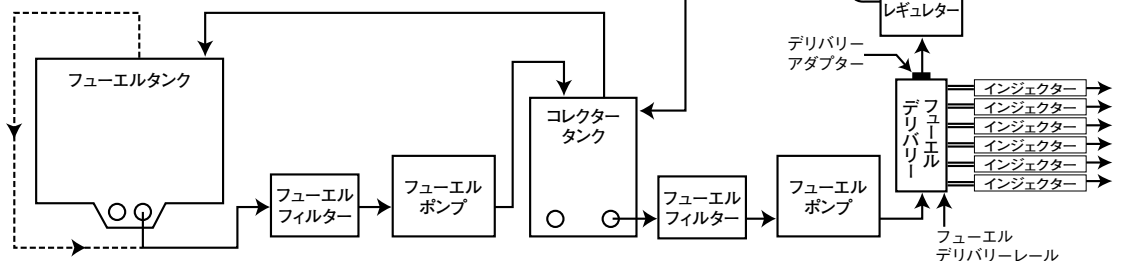 レギュレター
デリバリー
アダプター
フューエルタンク
コレクター
タンク
フューエル
フィルター
フューエル
ポンプ
フューエル
フィルター
フューエル
ポンプ
フューエル
デリバリー
インジェクター
インジェクター
インジェクター
インジェクター
インジェクター
インジェクター
フューエル
デリバリーレール